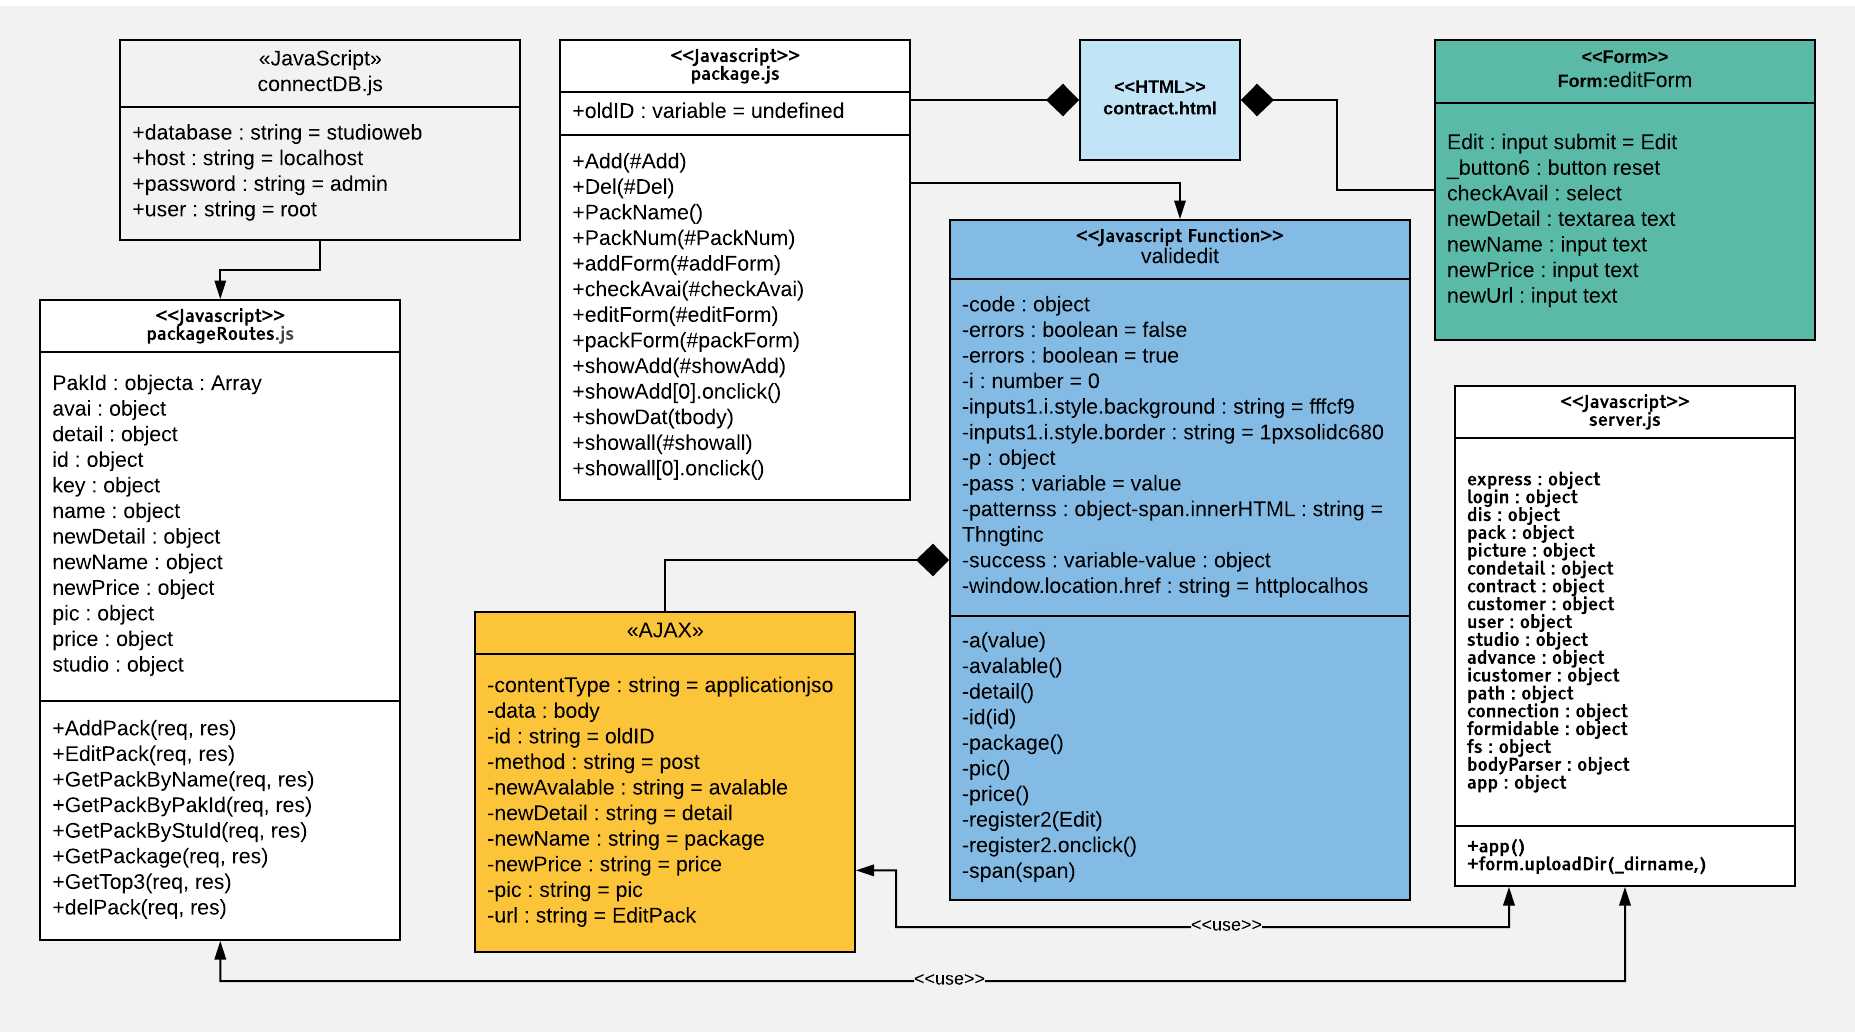 «JavaScript»
connectDB.js
+database : string = studioweb
+host : string = localhost
+password : string = admin
+user : string = root
<<Javascript>>
package.js
+oldID : variable = undefined
+Add(#Add)
+Del(#Del)
+PackName()
+PackNum(#PackNum)
+addForm(#addForm)
+checkAvai(#checkAvai)
+editForm(#editForm)
+packForm(#packForm)
+showAdd(#showAdd)
+showAdd[0].onclick()
+showDat(tbody)
+showall(#showall)
+showall[0].onclick()
<<HTML>>
contract.html
<<Form>>
Form:editForm
Edit : input submit = Edit
_button6 : button reset
checkAvail : select
newDetail : textarea text
newName : input text
newPrice : input text
newUrl : input text
<<Javascript Function>>
validedit
-code : object
-errors : boolean = false
-errors : boolean = true
-i : number = 0
-inputs1.i.style.background : string = fffcf9
-inputs1.i.style.border : string = 1pxsolidc680
-p : object
-pass : variable = value
-patternss : object-span.innerHTML : string =
Thngtinc
-success : variable-value : object
-window.location.href : string = httplocalhos
-a(value)
-avalable()
-detail()
-id(id)
-package()
-pic()
-price()
-register2(Edit)
-register2.onclick()
-span(span)
<<Javascript>>
packageRoutes.js
PakId : objecta : Array
avai : object
detail : object
id : object
key : object
name : object
newDetail : object
newName : object
newPrice : object
pic : object
price : object
studio : object
+AddPack(req, res)
+EditPack(req, res)
+GetPackByName(req, res)
+GetPackByPakId(req, res)
+GetPackByStuId(req, res)
+GetPackage(req, res)
+GetTop3(req, res)
+delPack(req, res)
«AJAX»
-contentType : string = applicationjso
-data : body
-id : string = oldID
-method : string = post
-newAvalable : string = avalable
-newDetail : string = detail
-newName : string = package
-newPrice : string = price
-pic : string = pic
-url : string = EditPack
<<Javascript>>
server.js
express : object
login : object
dis : object
pack : object
picture : object
condetail : object
contract : object
customer : object
user : object
studio : object
advance : object
icustomer : object
path : object
connection : object
formidable : object
fs : object
bodyParser : object
app : object
+app()
+form.uploadDir(_dirname,)
<<use>>
<<use>>